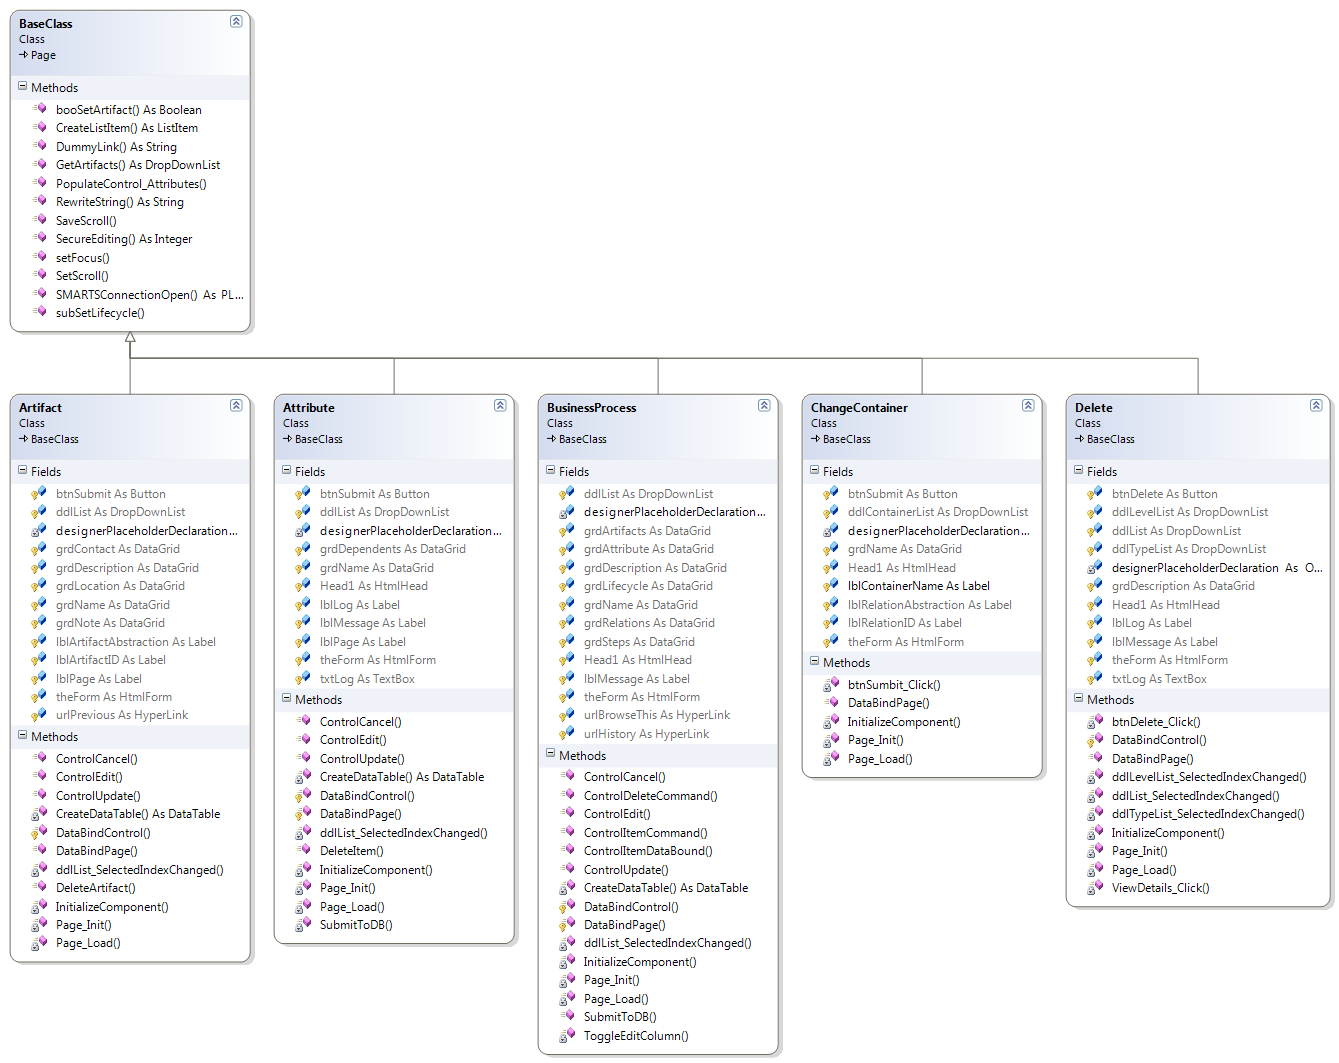 BaseClass
Class
Page
Methods
booSetArtifact() As Boolean
CreateListItem() As ListItem
DummyLink() As String
GetArtifacts() As DropDownList
PopulateControl_Attributes()
RewriteString() As String
SaveScroll()
SecureEditing() As Integer
setFocus()
SetScroll()
SMARTSConnectionOpen() As PL...
subSetLifecycle()
Artifact
Class
BaseClass
Fields
btnSubmit As Button
ddlList As DropDownList
designerPlaceholderDeclaration...
grdContact As DataGrid
grdDescription As DataGrid
grdLocation As DataGrid
grdName As DataGrid
grdNote As DataGrid
lblArtifactAbstraction As Label
lblArtifactID As Label
lblPage As Label
theForm As HtmlForm
urlPrevious As HyperLink
Methods
ControlCancel()
ControlEdit()
ControlUpdate()
CreateDataTable() As DataTable
DataBindControl()
DataBindPage()
ddlList_SelectedIndexChanged()
DeleteArtifact()
InitializeComponent()
Page_Init()
Page_Load()
Attribute
Class
BaseClass
Fields
btnSubmit As Button
ddlList As DropDownList
designerPlaceholderDeclaration...
grdDependents As DataGrid
grdName As DataGrid
Head1 As HtmlHead
lblLog As Label
lblMessage As Label
lblPage As Label
theForm As HtmlForm
txtLog As TextBox
Methods
ControlCancel()
ControlEdit()
ControlUpdate()
CreateDataTable() As DataTable
DataBindControl()
DataBindPage()
ddlList_SelectedIndexChanged()
DeleteItem()
InitializeComponent()
Page_Init()
Page_Load()
SubmitToDB()
BusinessProcess
Class
BaseClass
Fields
ddlList As DropDownList
designerPlaceholderDeclaration...
grdArtifacts As DataGrid
grdAttribute As DataGrid
grdDescription As DataGrid
grdLifecycle As DataGrid
grdName As DataGrid
grdRelations As DataGrid
grdSteps As DataGrid
Head1 As HtmlHead
lblMessage As Label
theForm As HtmlForm
urlBrowseThis As HyperLink
urlHistory As HyperLink
Methods
ControlCancel()
ControlDeleteCommand()
ControlEdit()
ControlItemCommand()
ControlItemDataBound()
ControlUpdate()
CreateDataTable() As DataTable
DataBindControl()
DataBindPage()
ddlList_SelectedIndexChanged()
InitializeComponent()
Page_Init()
Page_Load()
SubmitToDB()
ToggleEditColumn()
ChangeContainer
Class
BaseClass
Fields
btnSubmit As Button
ddlContainerList As DropDownList
designerPlaceholderDeclaration...
grdName As DataGrid
Head1 As HtmlHead
lblContainerName As Label
lblRelationAbstraction As Label
lblRelationID As Label
theForm As HtmlForm
Methods
btnSumbit_Click()
DataBindPage()
InitializeComponent()
Page_Init()
Page_Load()
Delete
Class
BaseClass
Fields
btnDelete As Button
ddlLevelList As DropDownList
ddlList As DropDownList
ddlTypeList As DropDownList
designerPlaceholderDeclaration As O...
grdDescription As DataGrid
Head1 As HtmlHead
lblLog As Label
lblMessage As Label
theForm As HtmlForm
txtLog As TextBox
Methods
btnDelete_Click()
DataBindControl()
DataBindPage()
ddlLevelList_SelectedIndexChanged()
ddlList_SelectedIndexChanged()
ddlTypeList_SelectedIndexChanged()
InitializeComponent()
Page_Init()
Page_Load()
ViewDetails_Click()